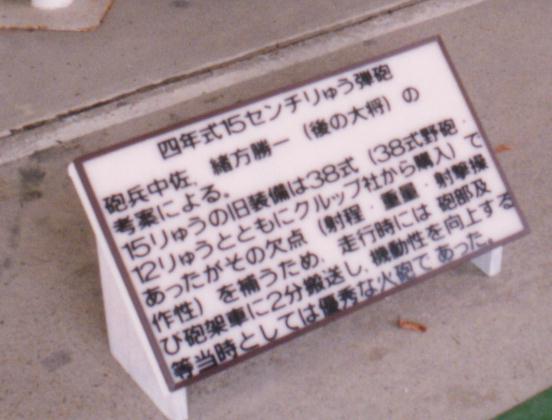 四年式15センチりゅう弾砲
砲兵中佐．緒方勝一（後の大将）の
考案による．
15りゅうの旧装備は38式（38式野砲・
12りゅうとともにクルップ社から購入）で
あったがその欠点（射程・重量・射撃操
作性）を補うため，走行時には砲部及
び砲架車に2分搬送し，機動性を向上する
等当時としては優秀な火砲であった．